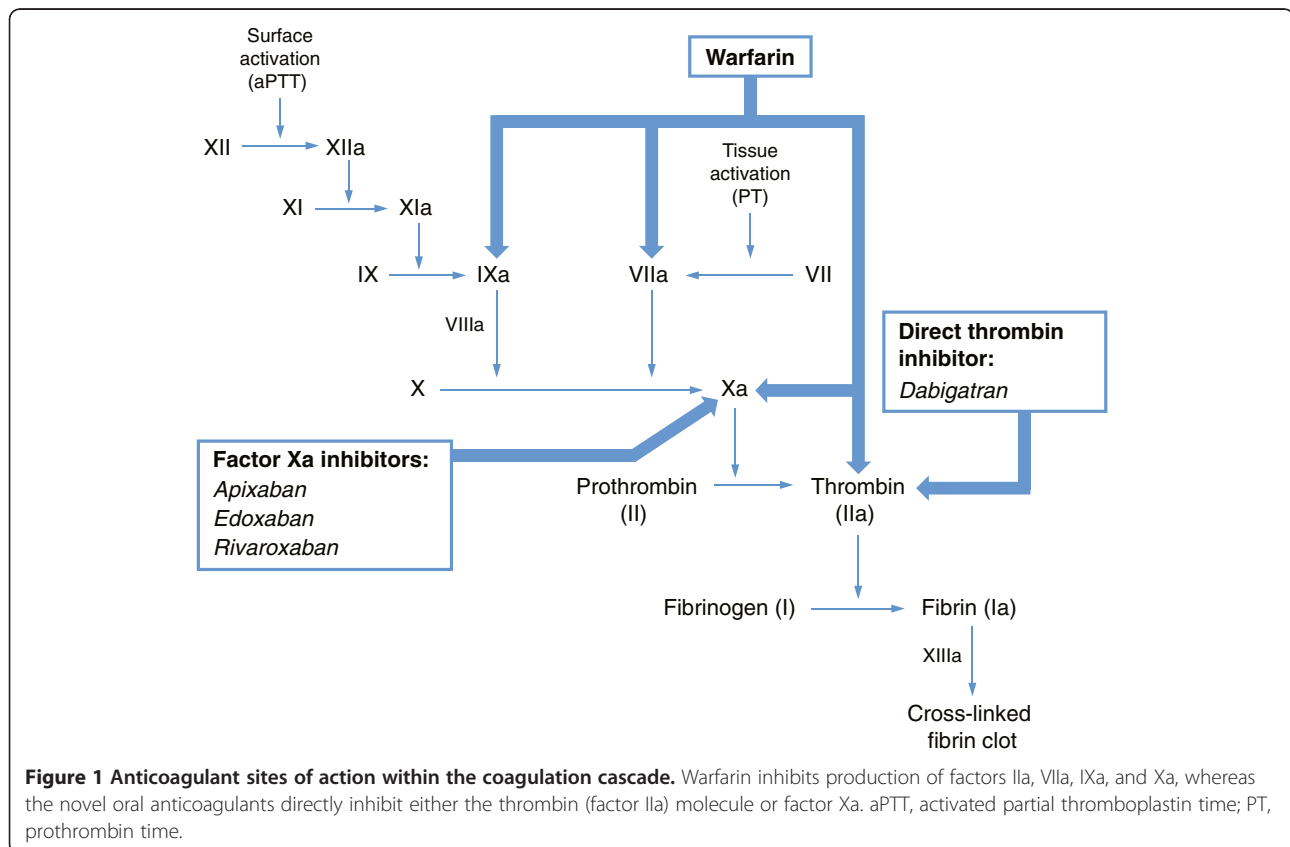 Surface
activation
(aPTT)
Warfarin
XII
XIIa
Tissue
activation
(PT)
XI
XIa
IX
IXa
VIIa
VII
VIIIa
Direct thrombin
inhibitor:
Dabigatran
X
Xa
Factor Xa inhibitors:
Apixaban
Edoxaban
Rivaroxaban
Prothrombin
(II)
Thrombin
(IIa)
Fibrinogen (I)
Fibrin (Ia)
XIIIa
Cross-linked
fibrin clot
Figure 1 Anticoagulant sites of action within the coagulation cascade. Warfarin inhibits production of factors IIa, VIIa, IXa, and Xa, whereas
the novel oral anticoagulants directly inhibit either the thrombin (factor IIa) molecule or factor Xa. aPTT, activated partial thromboplastin time; PT,
prothrombin time.